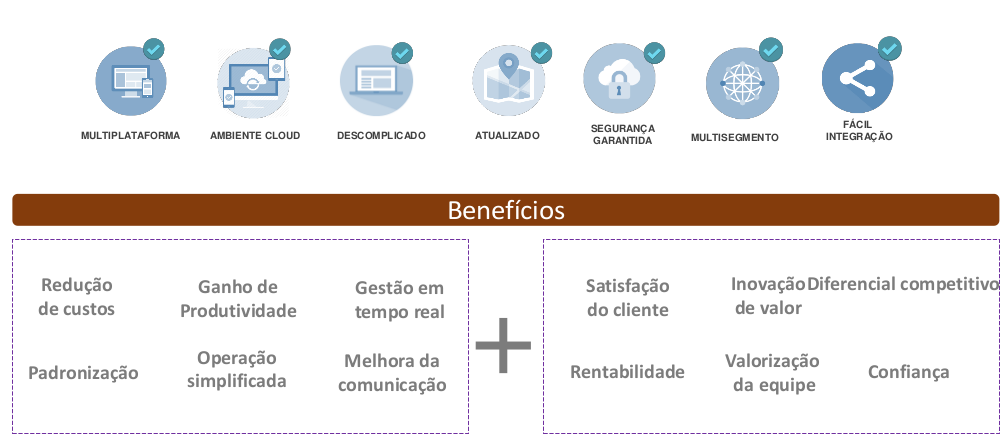 MULTIPLATAFORMA
AMBIENTE CLOUD
DESCOMPLICADO
ATUALIZADO
SEGURANÇA
GARANTIDA
MULTISEGMENTO
FÁCIL
INTEGRAÇÃO
Benefícios
Redução
de custos
Ganho de
Produtividade
Gestão em
tempo real
Padronização
Operação
simplificada
Melhora da
comunicação
Satisfação
do cliente
Inovação
de valor
Diferencial competitivo
Rentabilidade
Valorização
da equipe
Confiança